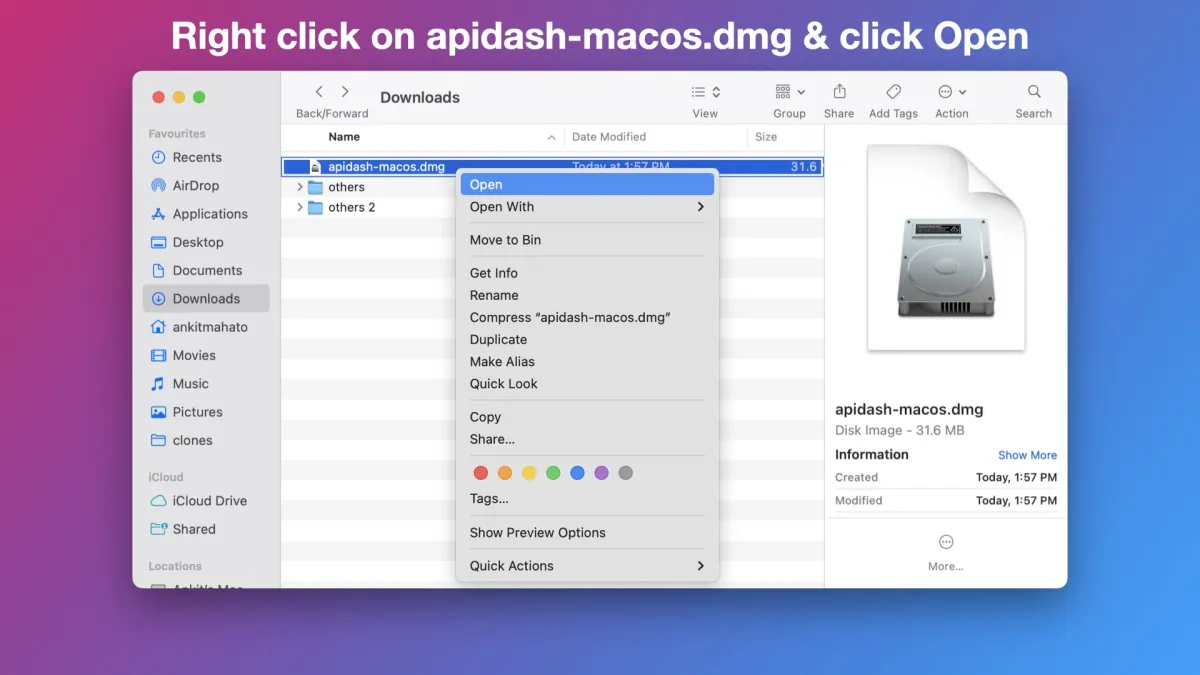 Right click on apidash-macos.dmg & click Open
Downloads
Back/Forward
View
Group
Share
Add Tags
Action
Search
Favourites
Recents
AirDrop
Applications
Desktop
Documents
Downloads
ankitmahato
Movies
Music
Pictures
clones
iCloud
iCloud Drive
Shared
Locations
Ankit's Mac
Name
Date Modified
Size
apidash-macos.dmg
Today at 1:57 PM
31.6
others
others 2
Open
Open With
Move to Bin
Get Info
Rename
Compress “apidash-macos.dmg”
Duplicate
Make Alias
Quick Look
Copy
Share...
Tags...
Show Preview Options
Quick Actions
apidash-macos.dmg
Disk Image - 31.6 MB
Information
Show More
Created
Today, 1:57 PM
Modified
Today, 1:57 PM
More...